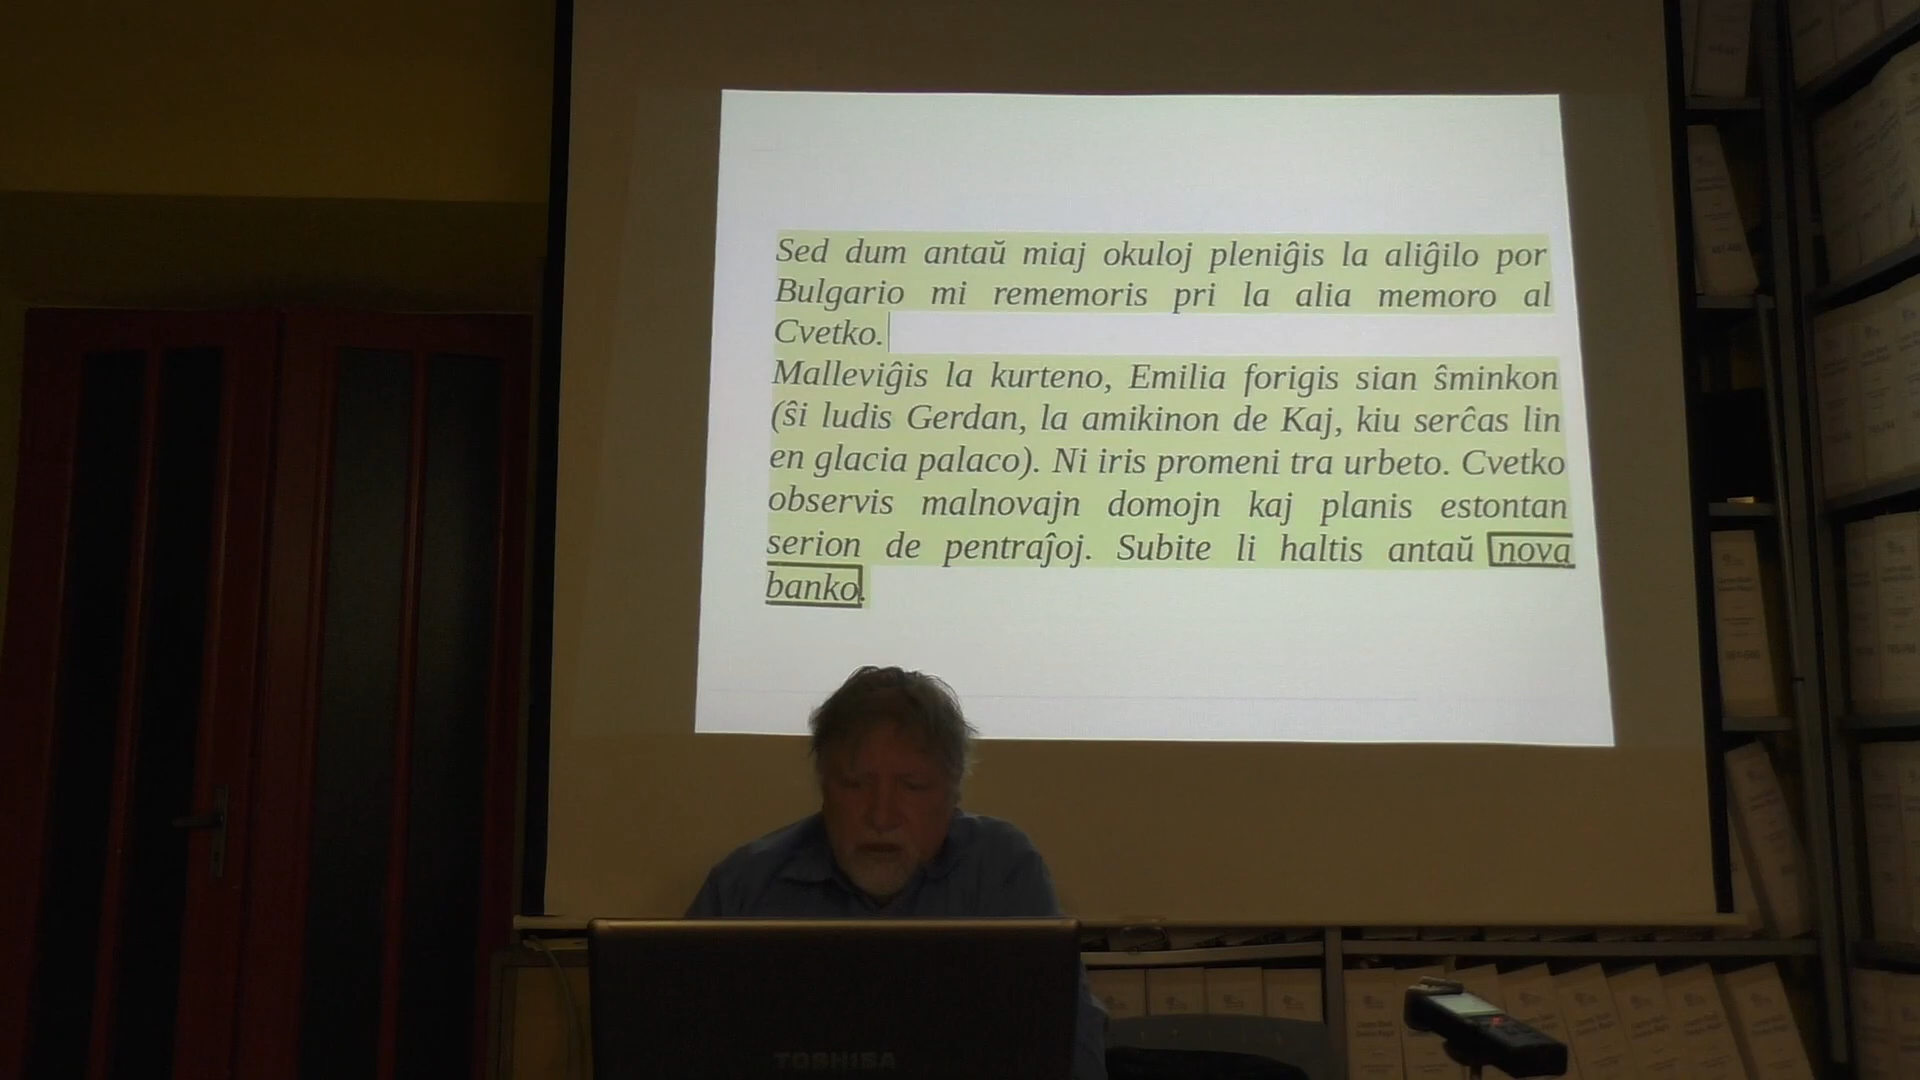 Sed dum antaŭ miaj okuloj pleniĝis la aliĝilo por
Bulgario mi rememoris pri la alia memoro al
Cvetko.
Malleviĝis la kurteno, Emilia forigis sian ŝminkon
(ŝi ludis Gerdan, la amikinon de Kaj, kiu serĉas lin
en glacia palaco). Ni iris promeni tra urbeto. Cvetko
observis malnovajn domojn kaj planis estontan
serion de pentraĵoj. Subite li haltis antaŭ nova
banko.
TOSHIBA